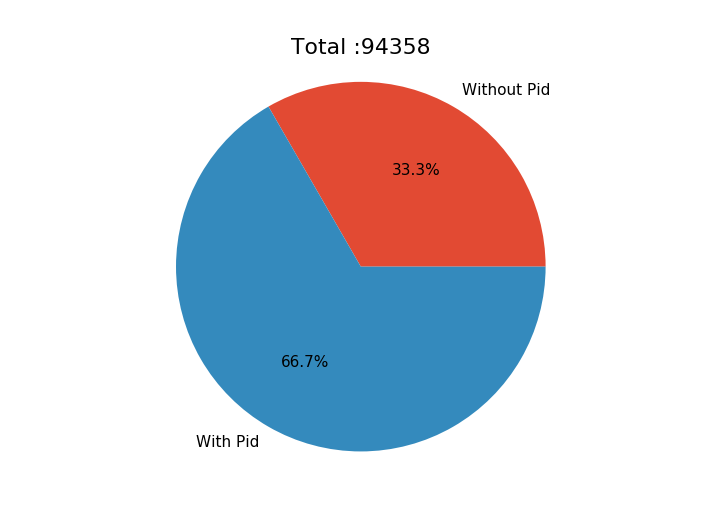 Total :94358
Without Pid
33.3%
66.7%
With Pid